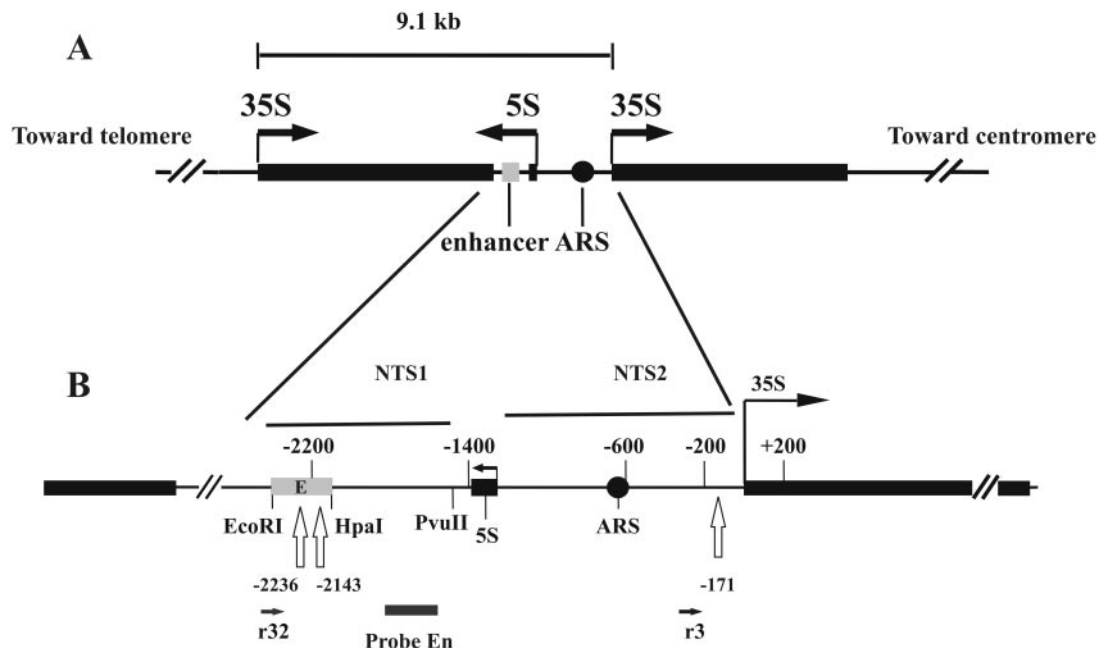 9.1 kb
A
35S
5S
35S
Toward telomere
Toward centromere
enhancer ARS
NTS1
NTS2
B
35S
-2200
-1400
-600
-200
+200
E
EcoRI
HpaI
PvuII
5S
ARS
-2236
-2143
-171
r32
Probe En
r3